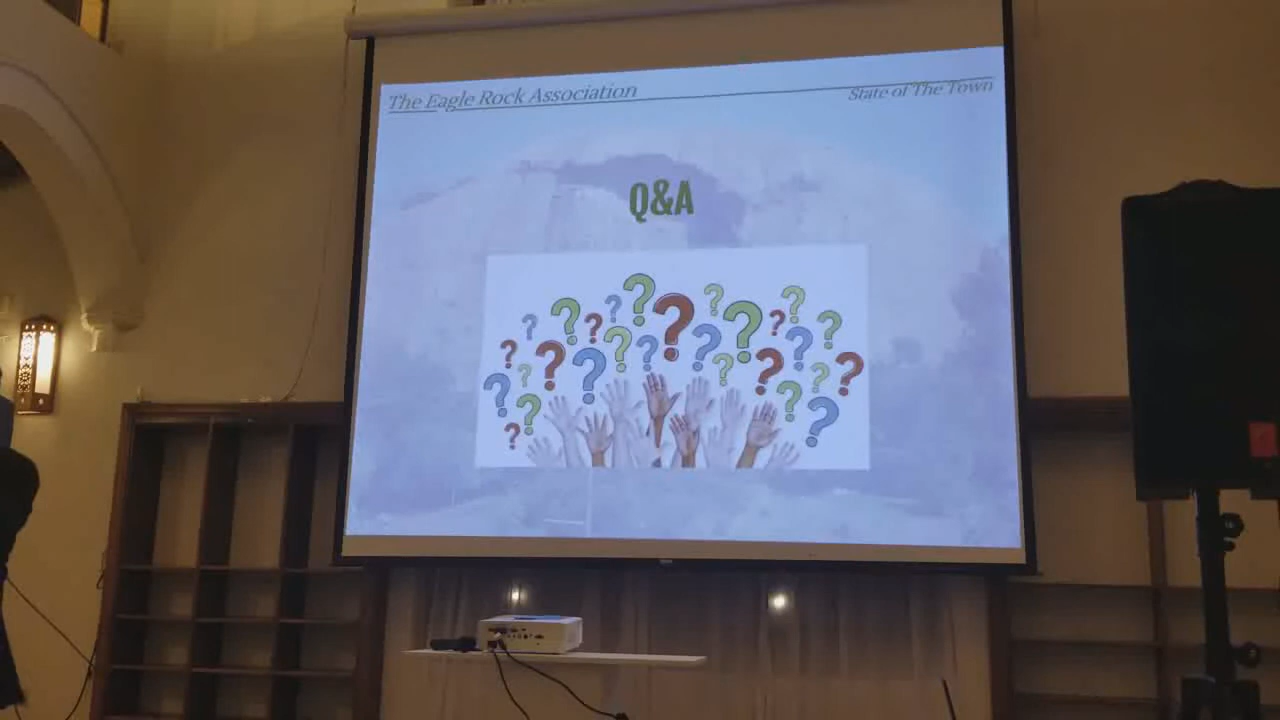 The Eagle Rock Association
State of The Town
Q&A